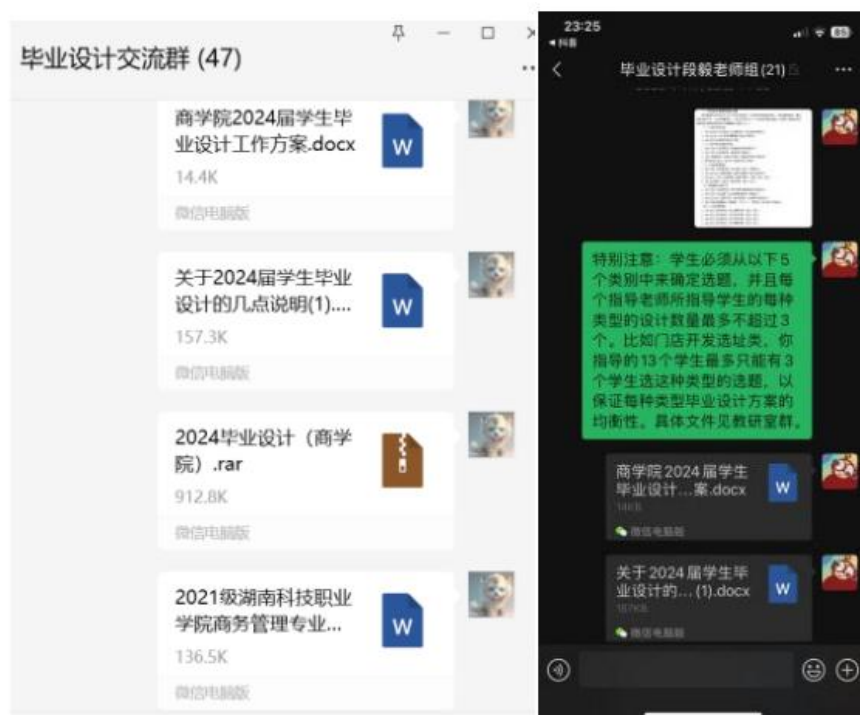 毕业设计交流群 (47)
商学院2024届学生毕
业设计工作方案.docx
W
14.4K
微信电脑版
关于2024届学生毕业
设计的几点说明(1)....
W
157.3K
微信电脑版
2024毕业设计（商学
院）.rar
912.8K
微信电脑版
2021级湖南科技职业
学院商务管理专业...
W
136.5K
微信电脑版
23:25
抖音
85
毕业设计段毅老师组(21)
特别注意：学生必须从以下5
个类别中来确定选题，并且每
个指导老师所指导学生的每种
类型的设计数量最多不超过3
个。比如门店开发选址类，你
指导的13个学生最多只能有3
个学生选这种类型的选题，以
保证每种类型毕业设计方案的
均衡性。具体文件见教研室群。
商学院2024届学生
毕业设计...案.docx
W
14KB
微信电脑版
关于2024届学生毕
业设计的...(1).docx
W
157KB
微信电脑版